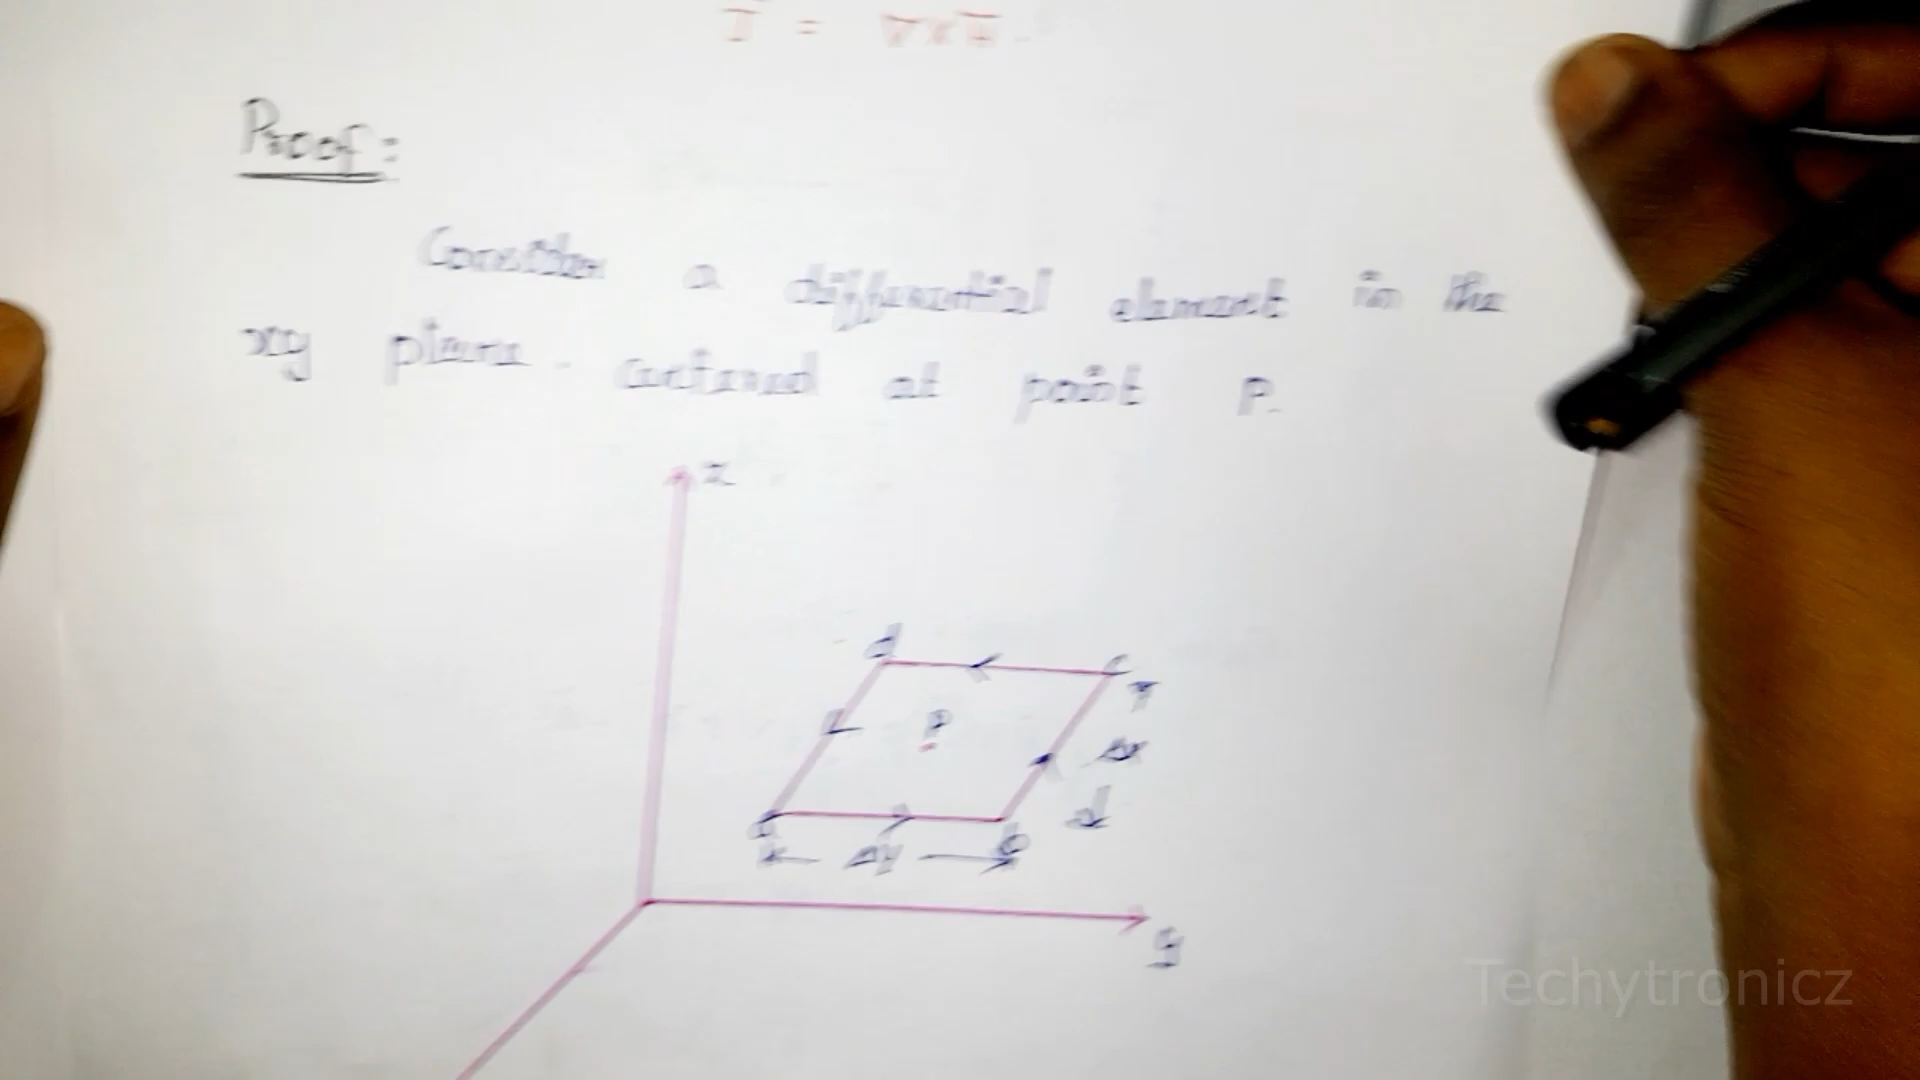 J = ∇×H.
Proof:
Consider a differential element in the
xy plane. centered at point P.
z
d
c
P
Δx
a
b
Δy
y
Techytronicz